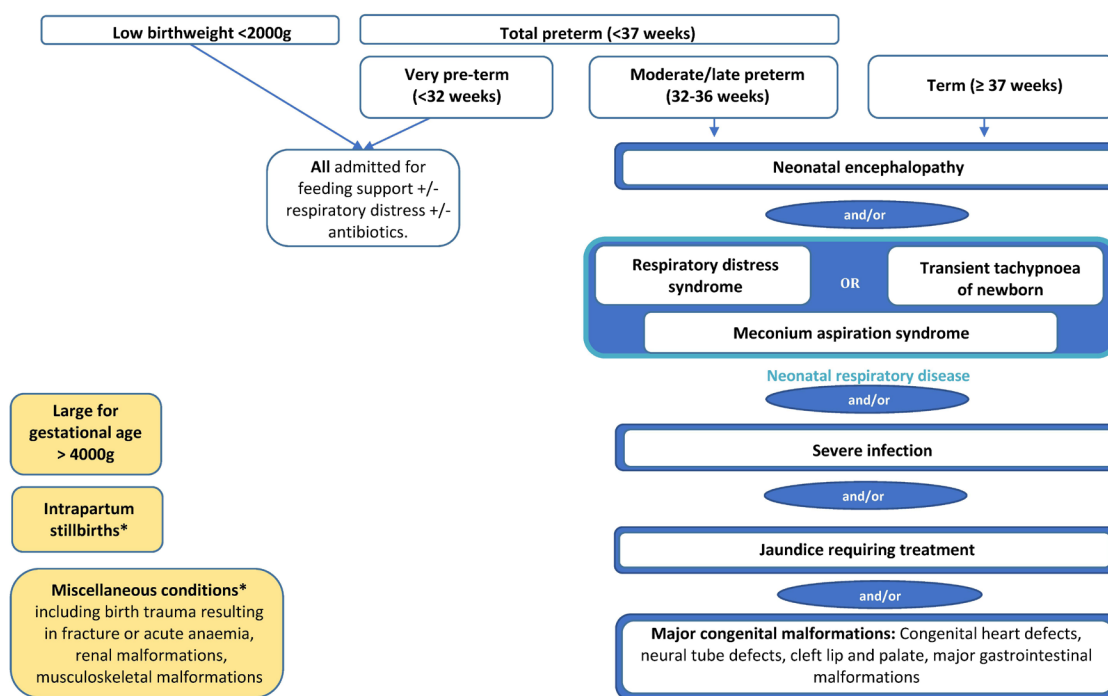 Low birthweight <2000g
Total preterm (<37 weeks)
Very pre-term
(<32 weeks)
Moderate/late preterm
(32-36 weeks)
Term (≥ 37 weeks)
All admitted for
feeding support +/-
respiratory distress +/-
antibiotics.
Neonatal encephalopathy
and/or
Respiratory distress
syndrome
OR
Transient tachypnoea
of newborn
Meconium aspiration syndrome
Neonatal respiratory disease
and/or
Large for
gestational age
> 4000g
Severe infection
and/or
Intrapartum
stillbirths*
Jaundice requiring treatment
and/or
Miscellaneous conditions*
including birth trauma resulting
in fracture or acute anaemia,
renal malformations,
musculoskeletal malformations
Major congenital malformations: Congenital heart defects,
neural tube defects, cleft lip and palate, major gastrointestinal
malformations